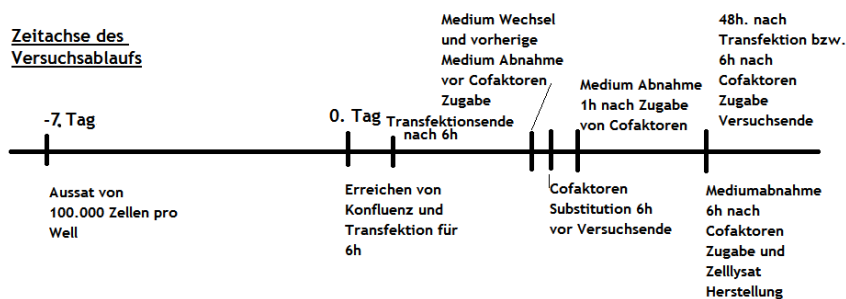 Zeitachse des
Versuchsablaufs
-7. Tag
Aussat von
100.000 Zellen pro
Well
0. Tag
Erreichen von
Konfluenz und
Transfektion für
6h
Transfektionsende
nach 6h
Medium Wechsel
und vorherige
Medium Abnahme
vor Cofaktoren
Zugabe
Cofaktoren
Substitution 6h
vor Versuchsende
Medium Abnahme
1h nach Zugabe
von Cofaktoren
48h. nach
Transfektion bzw.
6h nach
Cofaktoren
Zugabe
Versuchsende
Mediumabnahme
6h nach
Cofaktoren
Zugabe und
Zelllysat
Herstellung